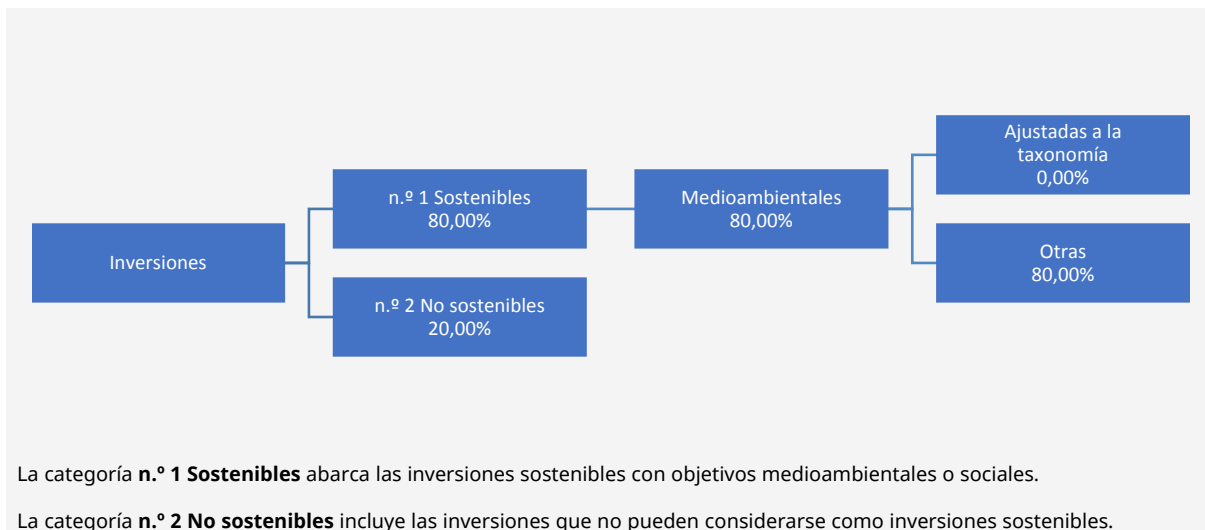 Inversiones
n.º 1 Sostenibles
80,00%
n.º 2 No sostenibles
20,00%
Medioambientales
80,00%
Ajustadas a la
taxonomía
0,00%
Otras
80,00%
La categoría n.º 1 Sostenibles abarca las inversiones sostenibles con objetivos medioambientales o sociales.
La categoría n.º 2 No sostenibles incluye las inversiones que no pueden considerarse como inversiones sostenibles.